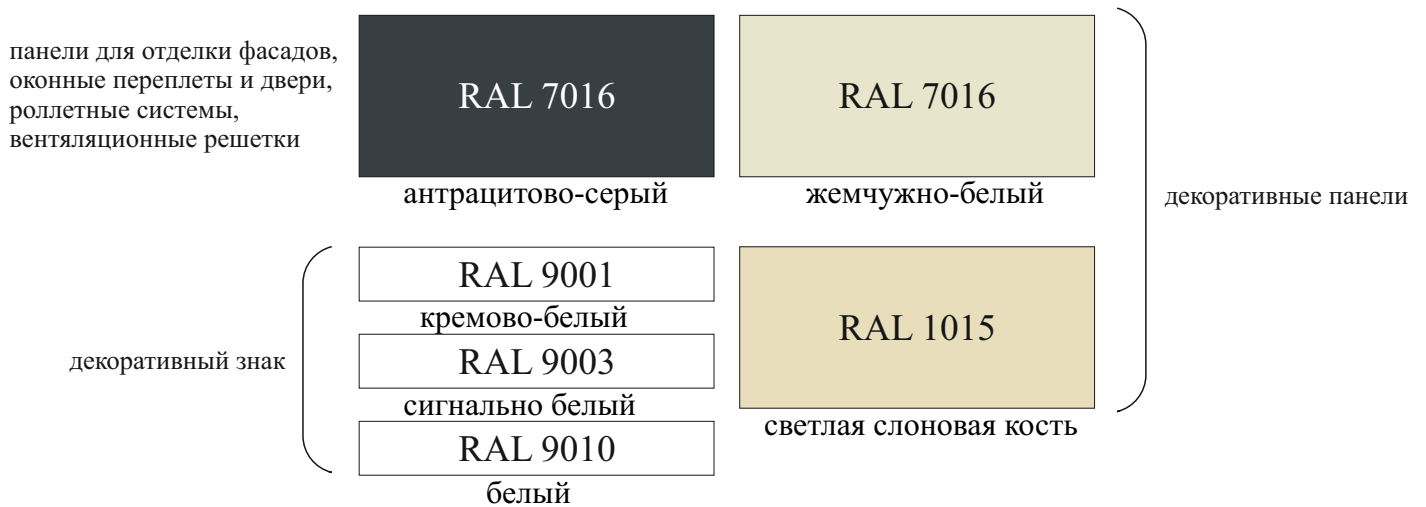 панели для отделки фасадов,
оконные переплеты и двери,
роллетные системы,
вентяляционные решетки
RAL 7016
антрацитово-серый
RAL 7016
жемчужно-белый
декоративные панели
декоративный знак
RAL 9001
кремово-белый
RAL 9003
сигнально белый
RAL 9010
белый
RAL 1015
светлая слоновая кость